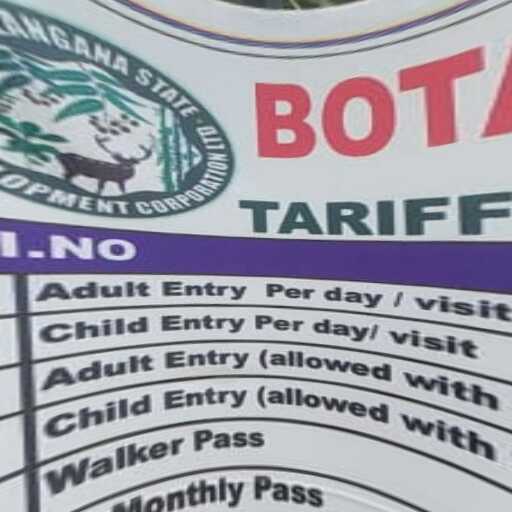 ANGANA STATE
OPMENT CORPORATION LTD
BOTA
TARIFF
I.NO
Adult Entry Per day / visit
Child Entry Per day/ visit
Adult Entry (allowed with
Child Entry (allowed with
Walker Pass
Monthly Pass